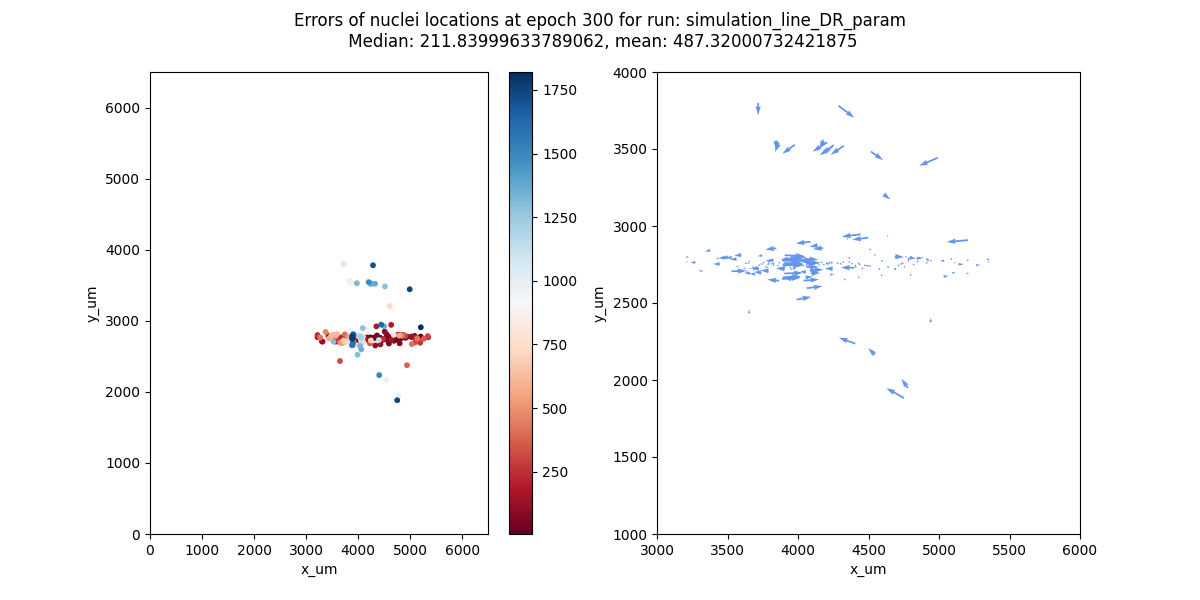 Errors of nuclei locations at epoch 300 for run: simulation_line_DR_param
Median: 211.83999633789062, mean: 487.32000732421875
y_um
6000
5000
4000
3000
2000
1000
0
0 1000 2000 3000 4000 5000 6000
x_um
1750
1500
1250
1000
750
500
250
y_um
4000
3500
3000
2500
2000
1500
1000
3000 3500 4000 4500 5000 5500 6000
x_um